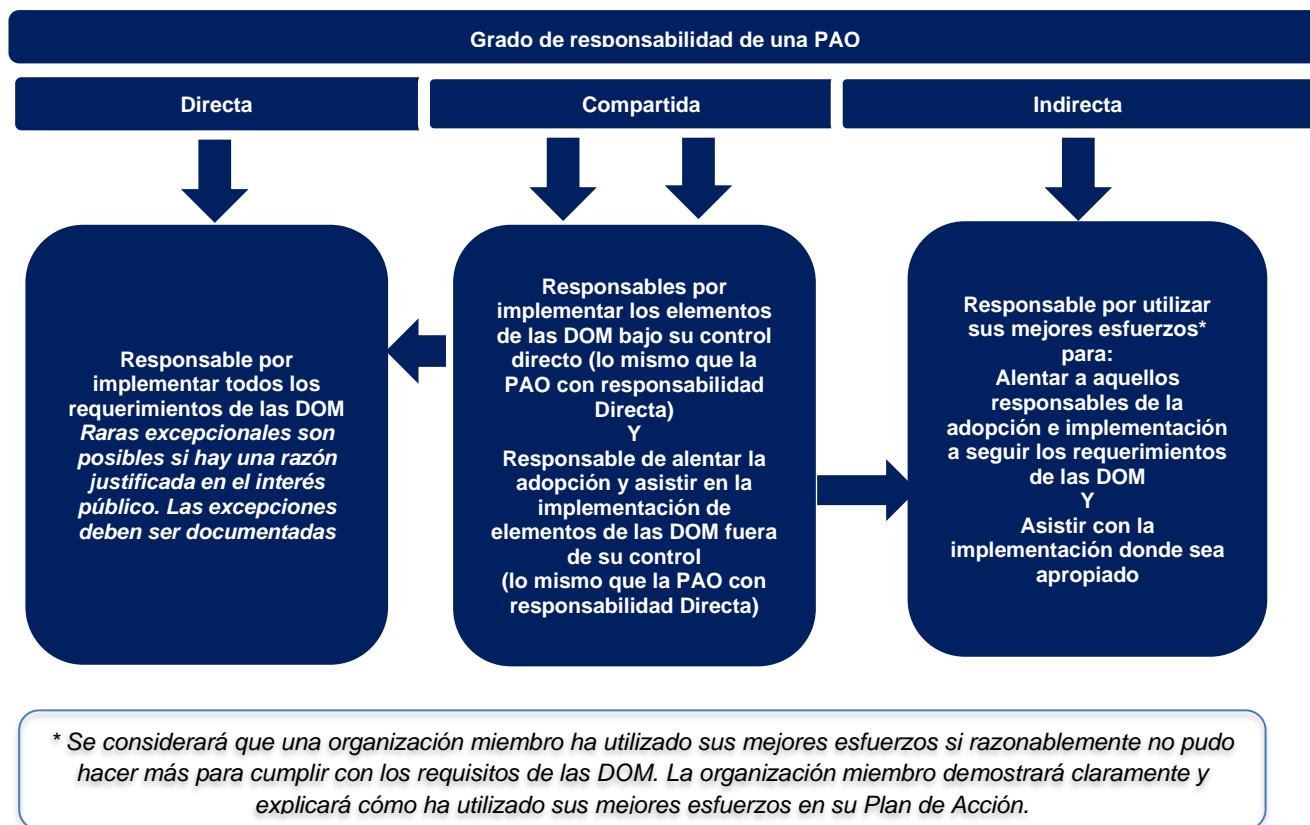 Grado de responsabilidad de una PAO
Directa
Compartida
Indirecta
Responsable por
implementar todos los
requerimientos de las DOM
Raras excepcionales son
posibles si hay una razón
justificada en el interés
público. Las excepciones
deben ser documentadas
Responsables por
implementar los elementos
de las DOM bajo su control
directo (lo mismo que la
PAO con responsabilidad
Directa)
Y
Responsable de alentar la
adopción y asistir en la
implementación de
elementos de las DOM fuera
de su control
(lo mismo que la PAO con
responsabilidad Directa)
Responsable por utilizar
sus mejores esfuerzos*
para:
Alentar a aquellos
responsables de la
adopción e implementación
a seguir los requerimientos
de las DOM
Y
Asistir con la
implementación donde sea
apropiado
* Se considerará que una organización miembro ha utilizado sus mejores esfuerzos si razonablemente no pudo
hacer más para cumplir con los requisitos de las DOM. La organización miembro demostrará claramente y
explicará cómo ha utilizado sus mejores esfuerzos en su Plan de Acción.